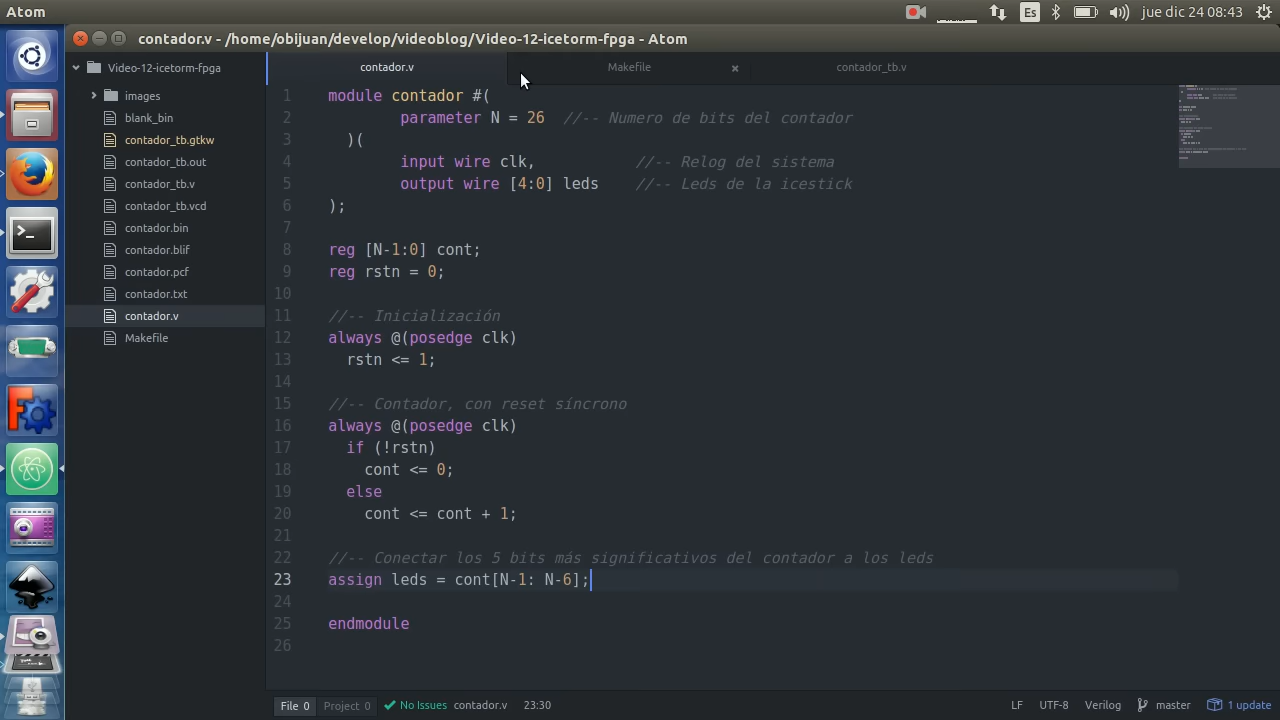 Atom
Es
jue dic 24 08:43
contador.v - /home/obijuan/develop/videoblog/Video-12-icetorm-fpga - Atom
Video-12-icetorm-fpga
images
blank_bin
contador_tb.gtkw
contador_tb.out
contador_tb.v
contador_tb.vcd
contador.bin
contador.blif
contador.pcf
contador.txt
contador.v
Makefile
contador.v
Makefile
contador_tb.v
1 module contador #(
2 parameter N = 26 //-- Numero de bits del contador
3 )(
4 input wire clk, //-- Relog del sistema
5 output wire [4:0] leds //-- Leds de la icestick
6 );
7
8 reg [N-1:0] cont;
9 reg rstn = 0;
10
11 //-- Inicialización
12 always @(posedge clk)
13 rstn <= 1;
14
15 //-- Contador, con reset síncrono
16 always @(posedge clk)
17 if (!rstn)
18 cont <= 0;
19 else
20 cont <= cont + 1;
21
22 //-- Conectar los 5 bits más significativos del contador a los leds
23 assign leds = cont[N-1: N-6];
24
25 endmodule
26
File 0
Project 0
No Issues
contador.v
23:30
LF
UTF-8
Verilog
master
1 update